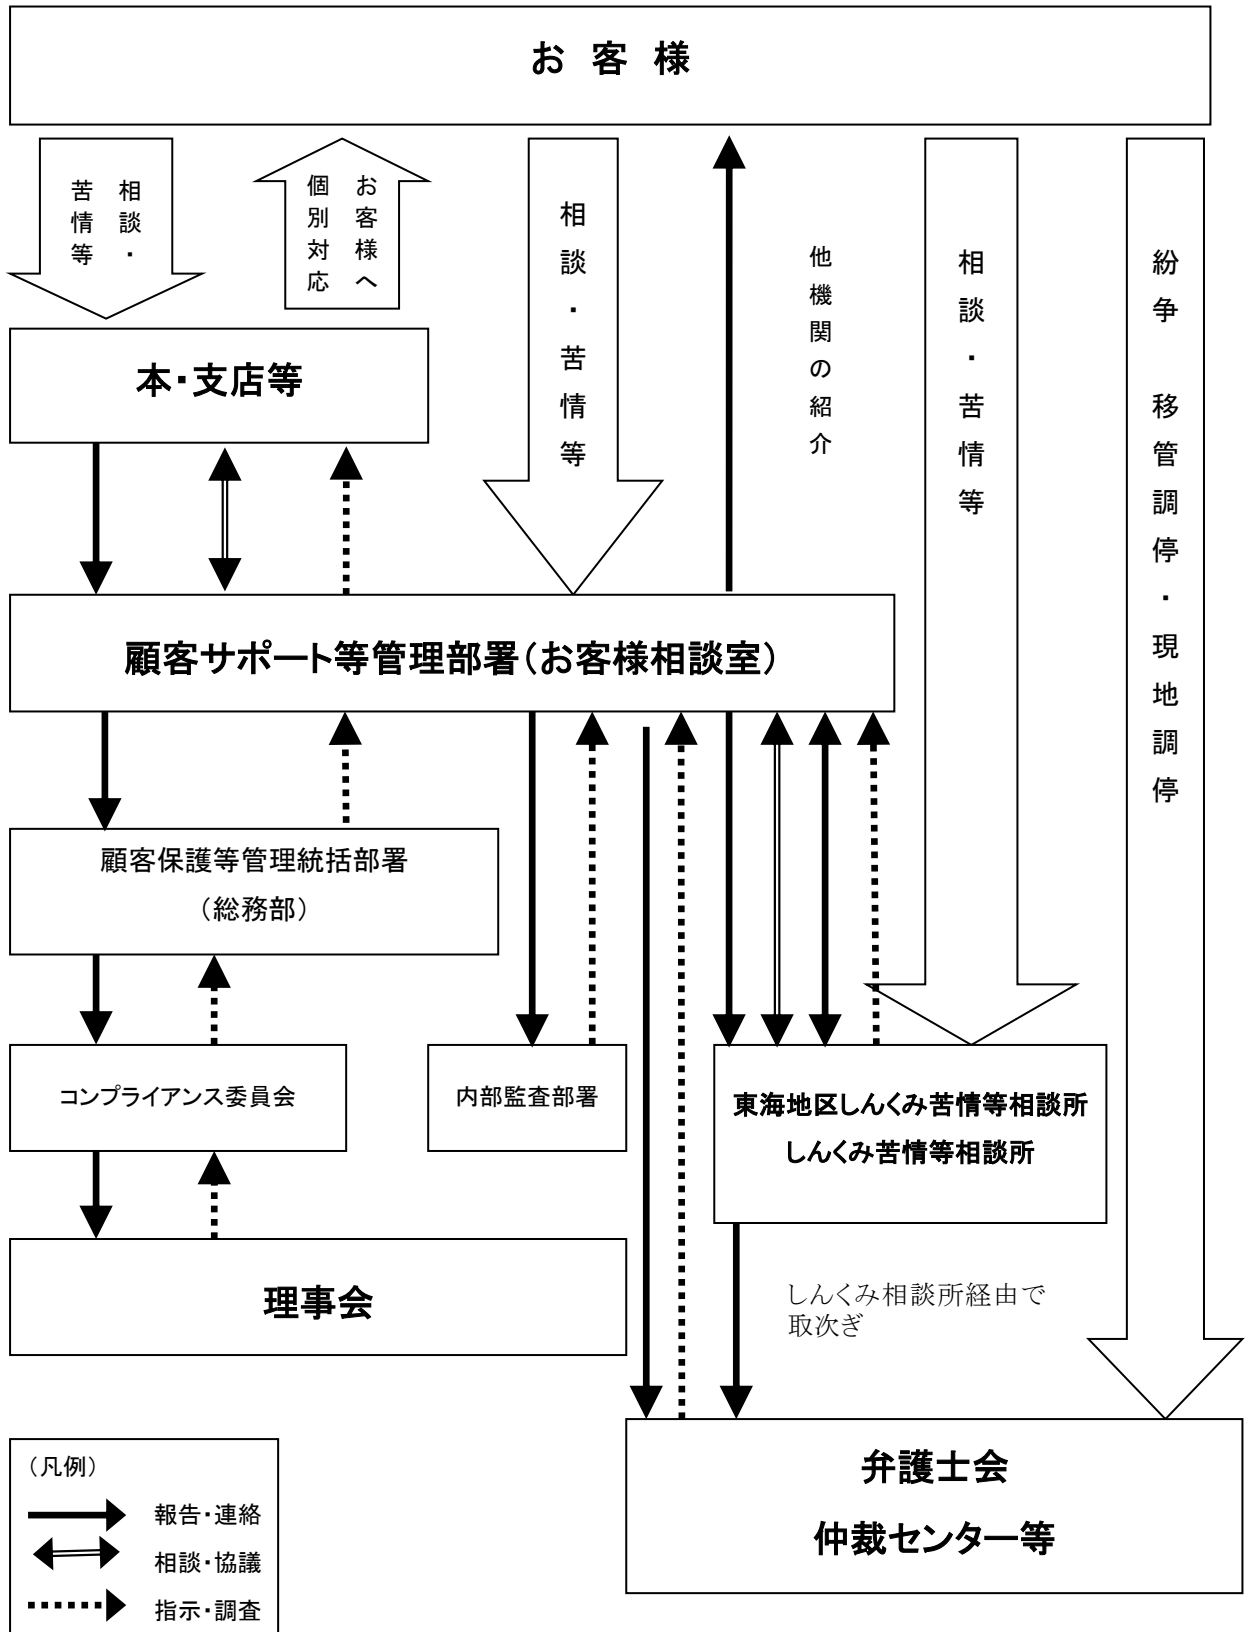 お 客 様
相談・
苦情等
お客様へ
個別対応
相談・苦情等
他機関の紹介
相談・苦情等
紛争 移管調停・現地調停
本・支店等
顧客サポート等管理部署(お客様相談室)
顧客保護等管理統括部署
(総務部)
コンプライアンス委員会
内部監査部署
東海地区しんくみ苦情等相談所
しんくみ苦情等相談所
理事会
しんくみ相談所経由で
取次ぎ
弁護士会
仲裁センター等
(凡例)
報告・連絡
相談・協議
指示・調査